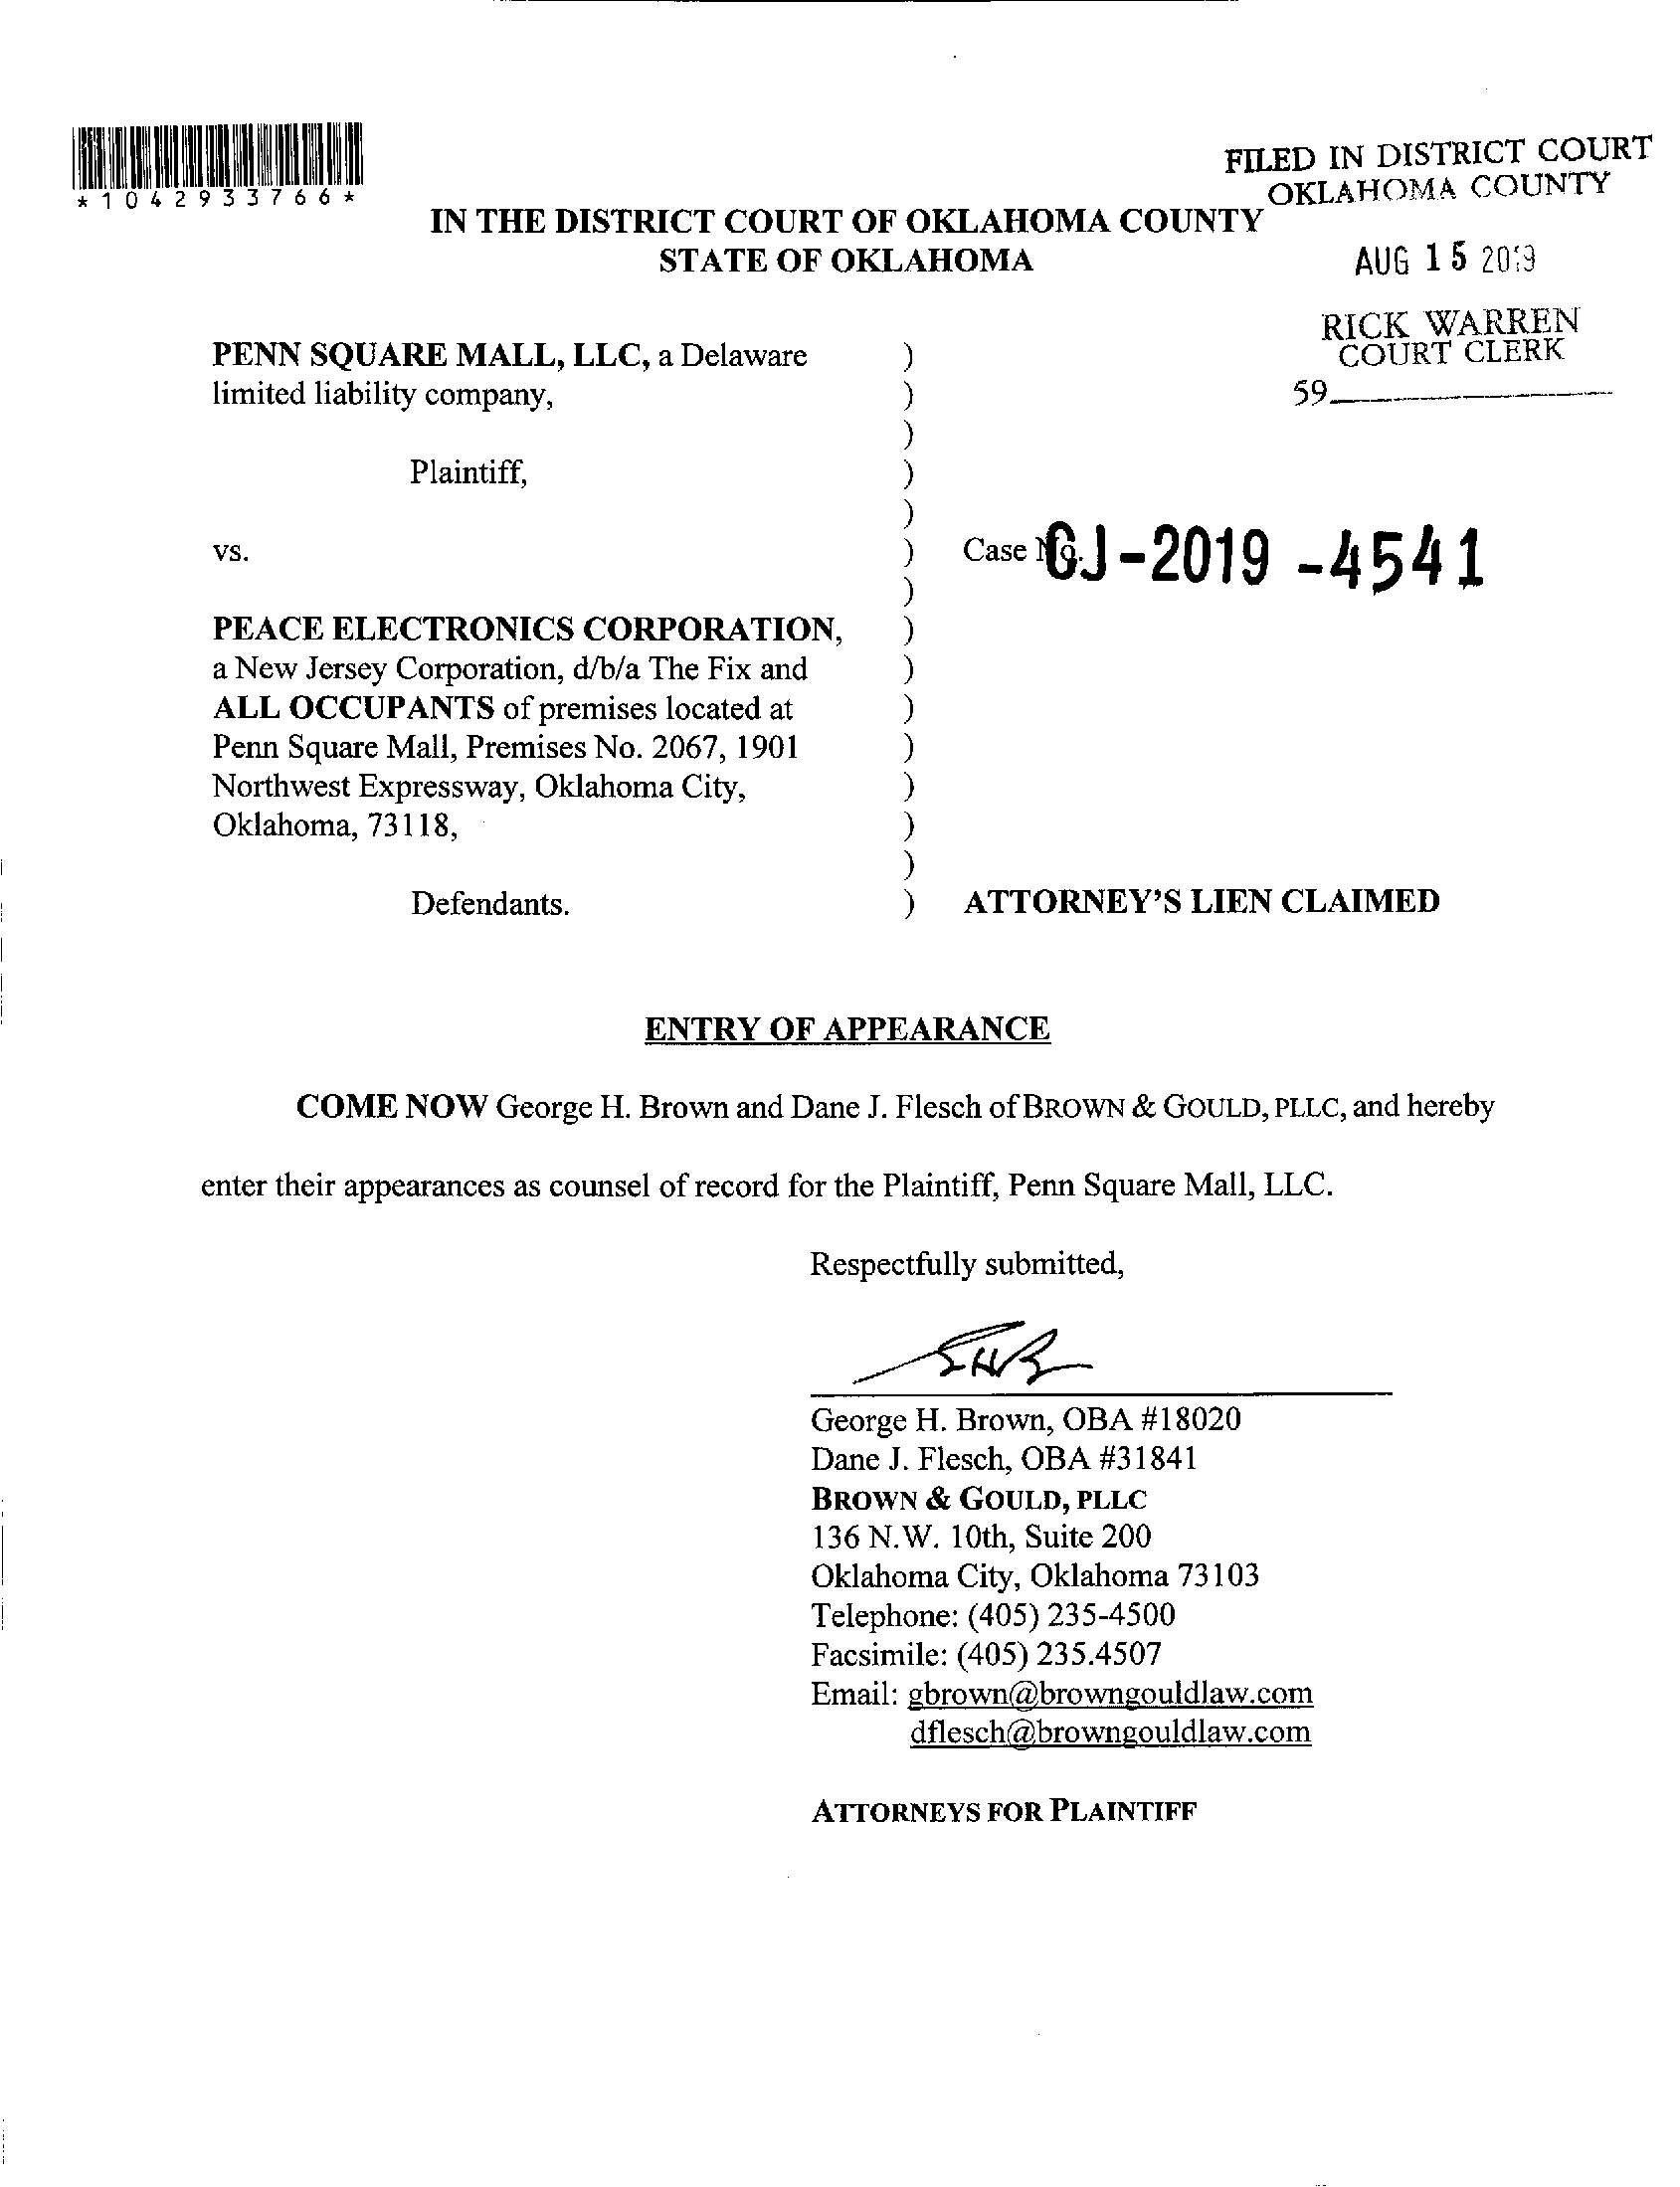 *1042933766*
FILED IN DISTRICT COURT
OKLAHOMA COUNTY
IN THE DISTRICT COURT OF OKLAHOMA COUNTY
STATE OF OKLAHOMA
AUG 15 2019
RICK WARREN
COURT CLERK
59
PENN SQUARE MALL, LLC, a Delaware )
limited liability company, )
)
Plaintiff, )
)
vs. ) Case No. CJ-2019-4541
)
PEACE ELECTRONICS CORPORATION, )
a New Jersey Corporation, d/b/a The Fix and )
ALL OCCUPANTS of premises located at )
Penn Square Mall, Premises No. 2067, 1901 )
Northwest Expressway, Oklahoma City, )
Oklahoma, 73118, )
)
Defendants. ) ATTORNEY'S LIEN CLAIMED
ENTRY OF APPEARANCE
COME NOW George H. Brown and Dane J. Flesch of BROWN & GOULD, PLLC, and hereby
enter their appearances as counsel of record for the Plaintiff, Penn Square Mall, LLC.
Respectfully submitted,
George H. Brown, OBA #18020
Dane J. Flesch, OBA #31841
BROWN & GOULD, PLLC
136 N.W. 10th, Suite 200
Oklahoma City, Oklahoma 73103
Telephone: (405) 235-4500
Facsimile: (405) 235.4507
Email: gbrown@browngouldlaw.com
dflesch@browngouldlaw.com
ATTORNEYS FOR PLAINTIFF